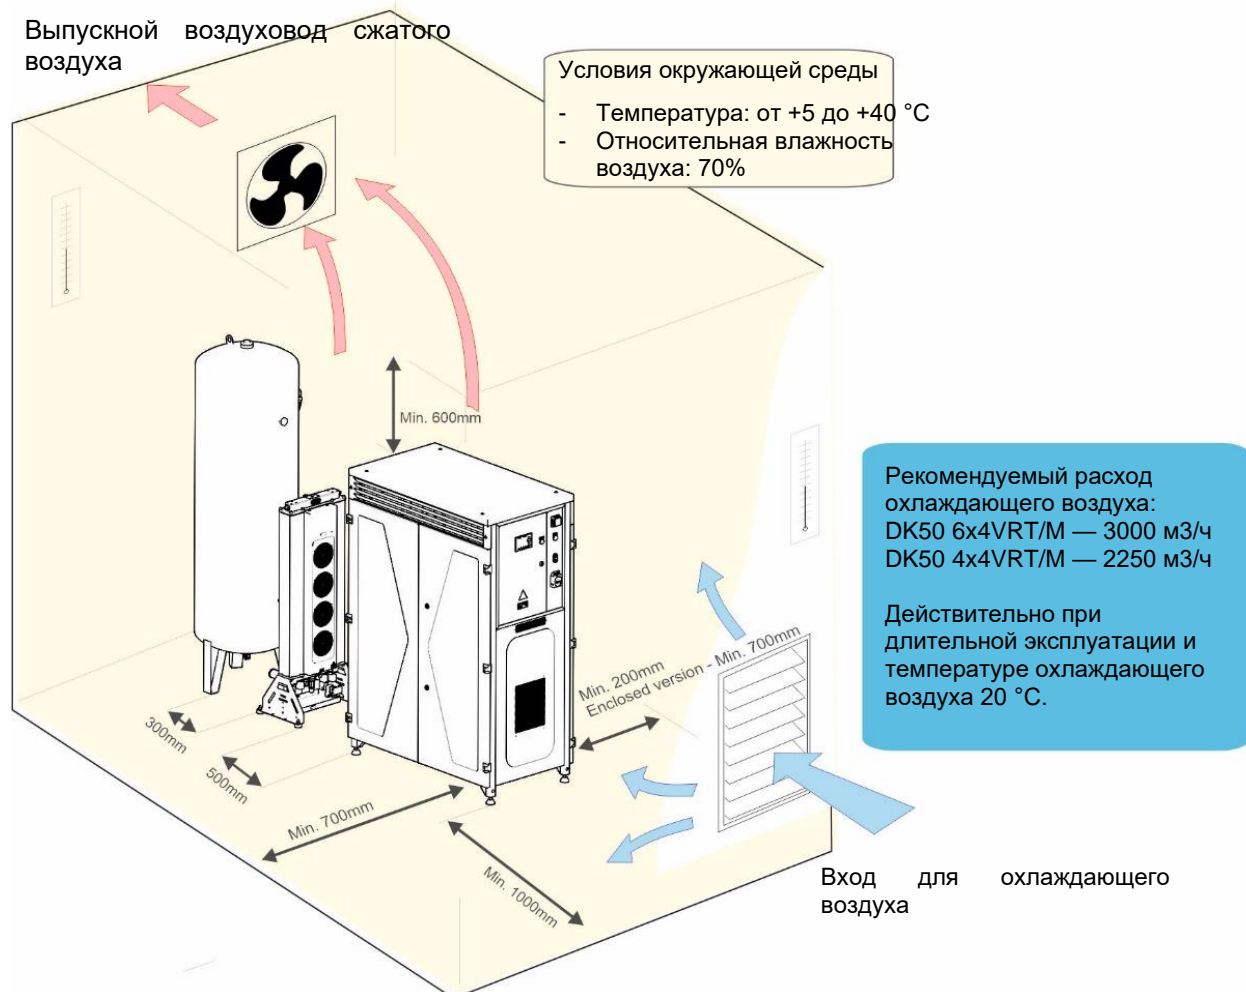 Выпускной воздуховод сжатого
воздуха
Условия окружающей среды
- Температура: от +5 до +40 °C
- Относительная влажность
воздуха: 70%
Min. 600mm
Рекомендуемый расход
охлаждающего воздуха:
DK50 6x4VRT/M — 3000 м3/ч
DK50 4x4VRT/M — 2250 м3/ч
Действительно при
длительной эксплуатации и
температуре охлаждающего
воздуха 20 °C.
Min. 200mm
Enclosed version - Min. 700mm
300mm
500mm
Min. 700mm
Min. 1000mm
Вход для охлаждающего
воздуха